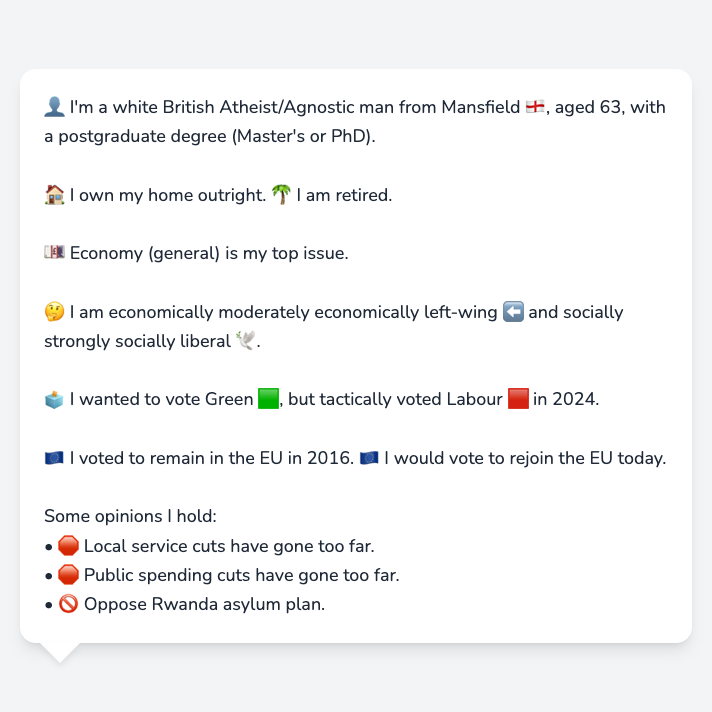 👤 I'm a white British Atheist/Agnostic man from Mansfield 🏴󠁧󠁢󠁥󠁮󠁧󠁿, aged 63, with
a postgraduate degree (Master's or PhD).
🏠 I own my home outright. 🌴 I am retired.
💷 Economy (general) is my top issue.
🤔 I am economically moderately economically left-wing ⬅️ and socially
strongly socially liberal 🕊️.
🗳️ I wanted to vote Green 🟩, but tactically voted Labour 🟥 in 2024.
🇪🇺 I voted to remain in the EU in 2016. 🇪🇺 I would vote to rejoin the EU today.
Some opinions I hold:
• 🛑 Local service cuts have gone too far.
• 🛑 Public spending cuts have gone too far.
• 🚫 Oppose Rwanda asylum plan.